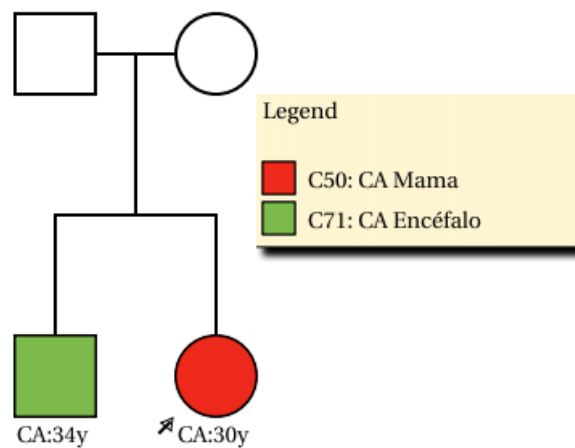 Legend
C50: CA Mama
C71: CA Encéfalo
CA:34y
CA:30y